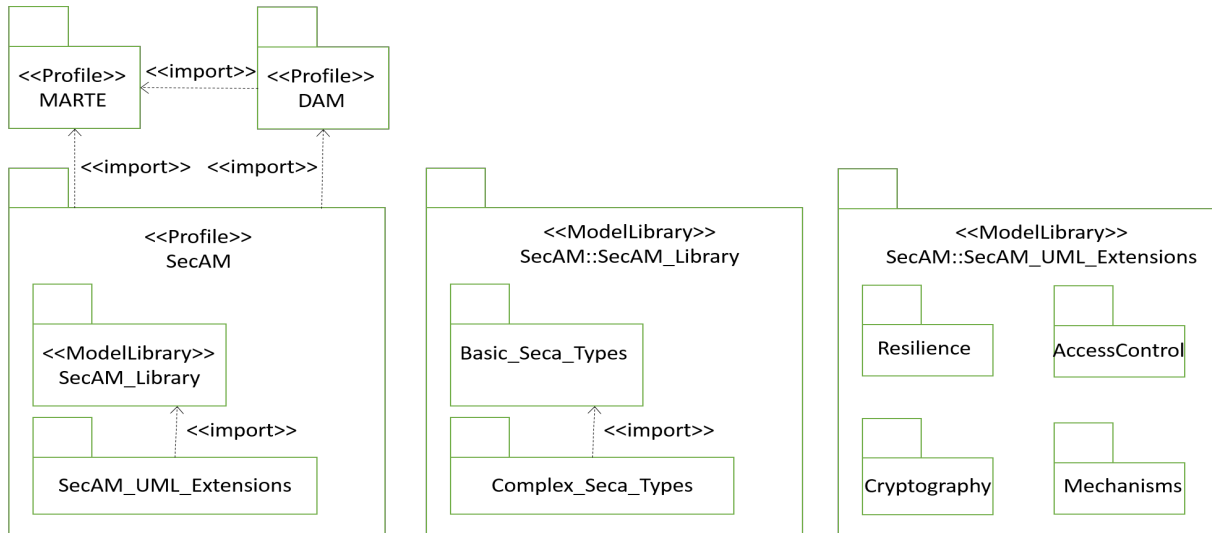 <<Profile>>
MARTE
<<import>>
<<Profile>>
DAM
<<import>>
<<import>>
<<Profile>>
SecAM
<<ModelLibrary>>
SecAM_Library
<<import>>
SecAM_UML_Extensions
<<ModelLibrary>>
SecAM::SecAM_Library
Basic_Seca_Types
<<import>>
Complex_Seca_Types
<<ModelLibrary>>
SecAM::SecAM_UML_Extensions
Resilience
AccessControl
Cryptography
Mechanisms